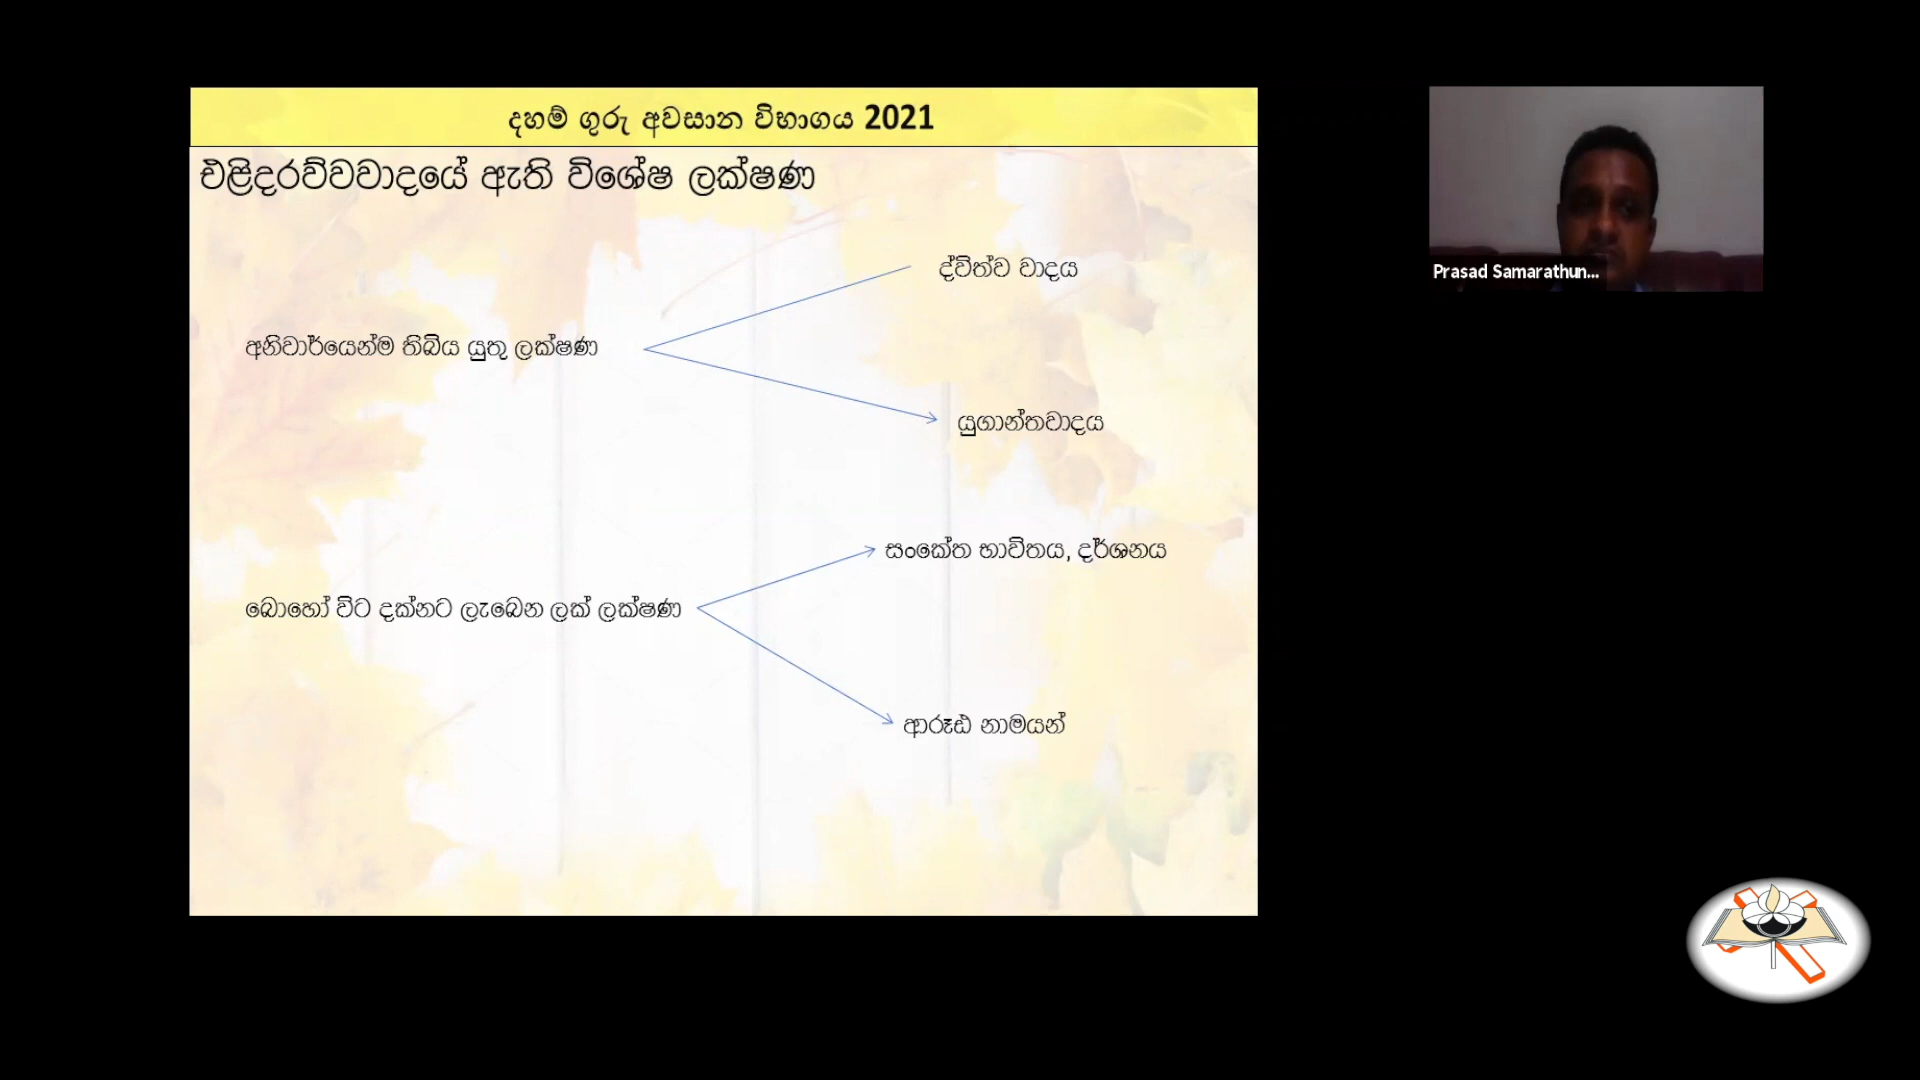 දහම් ගුරු අවසාන විභාගය 2021
එළිදරව්වවාදයේ ඇති විශේෂ ලක්ෂණ
ද්විත්ව වාදය
අනිවාර්යෙන්ම තිබිය යුතු ලක්ෂණ
යුගාන්තවාදය
සංකේත භාවිතය, දර්ශනය
බොහෝ විට දක්නට ලැබෙන ලක් ලක්ෂණ
ආරූඪ නාමයන්
Prasad Samarathun...